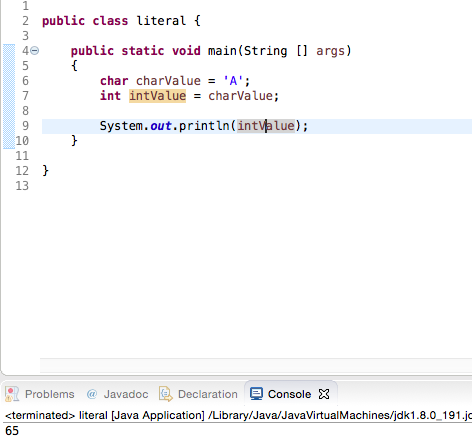 1
2 public class literal {
3
4 public static void main(String [] args)
5 {
6 char charValue = 'A';
7 int intValue = charValue;
8
9 System.out.println(intValue);
10 }
11
12 }
13
Problems @ Javadoc Declaration Console
<terminated> literal [Java Application] /Library/Java/JavaVirtualMachines/jdk1.8.0_191.jd
65